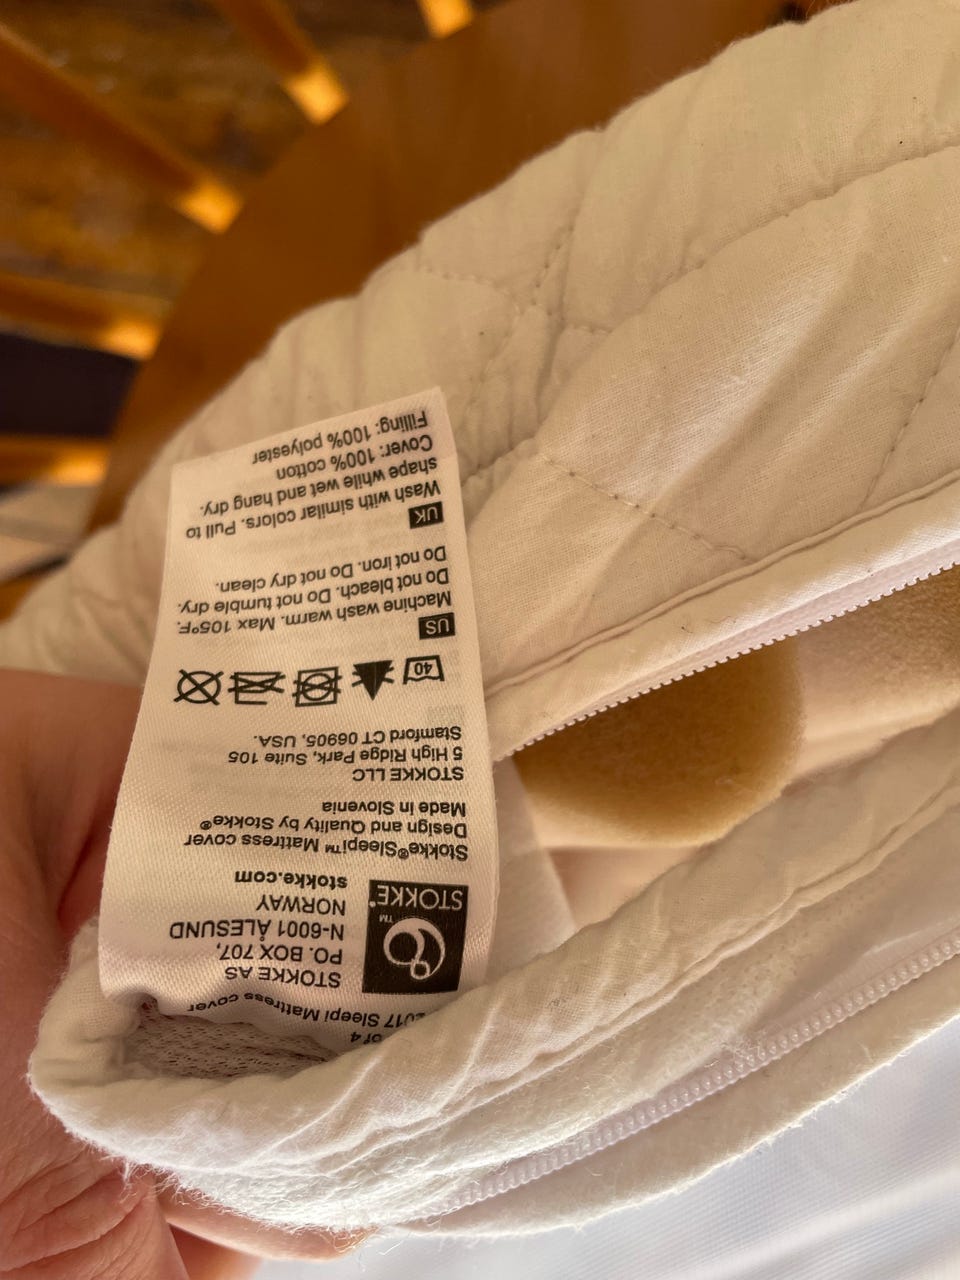 of 4
2017 Sleepi Mattress cover
STOKKE AS
PO. BOX 707,
N-6001 ÅLESUND
NORWAY
stokke.com
STOKKE®
TM
Stokke®Sleepi™ Mattress cover
Design and Quality by Stokke®
Made in Slovenia
STOKKE LLC
5 High Ridge Park, Suite 105
Stamford CT 06905, USA.
40
US
Machine wash warm. Max 105°F.
Do not bleach. Do not tumble dry.
Do not iron. Do not dry clean.
UK
Wash with similar colors. Pull to
shape while wet and hang dry.
Cover: 100% cotton
Filling: 100% polyester